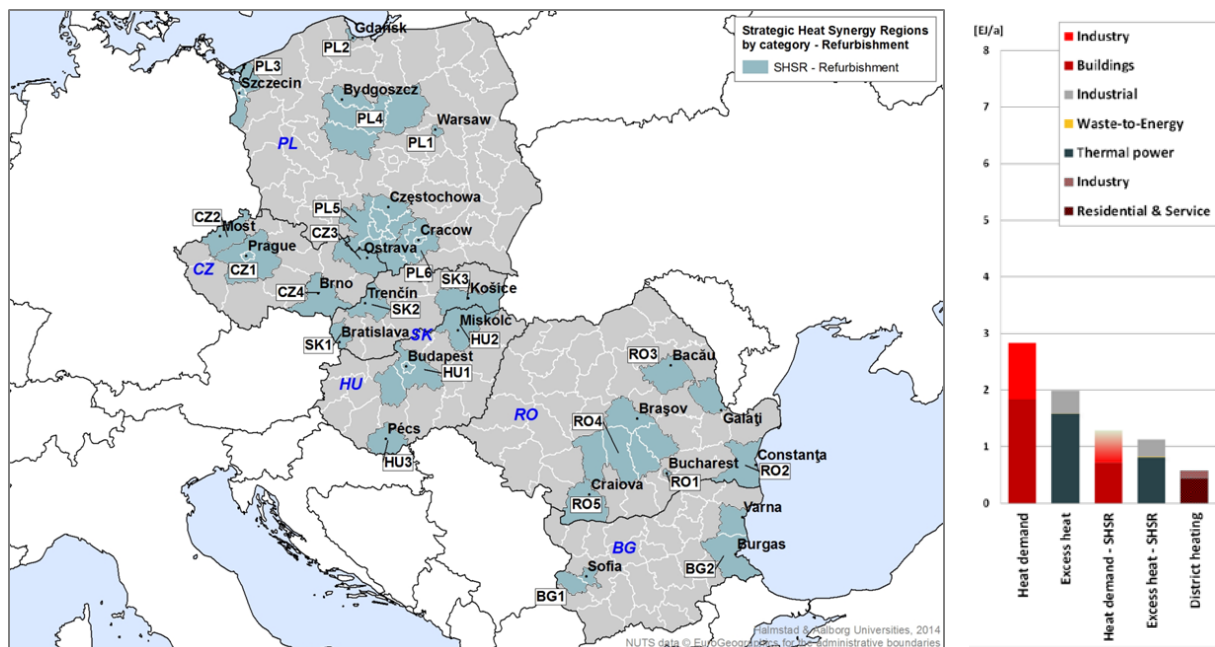 Gdańsk
PL2
PL3
Szczecin
Bydgoszcz
PL4
Warsaw
PL1
PL
Strategic Heat Synergy Regions
by category - Refurbishment
SHSR - Refurbishment
Częstochowa
PL5
CZ2
Most
CZ3
Cracow
Prague
Ostrava
CZ
CZ1
PL6
SK3
Brno
Košice
CZ4
Trenčín
SK2
Miskolc
Bratislava
SK
SK1
HU2
Budapest
HU1
HU
RO3
Bacău
RO
Braşov
RO4
Galaţi
Pécs
HU3
Constanţa
Bucharest
RO2
RO1
Craiova
RO5
Varna
BG
Burgas
BG2
Sofia
BG1
Halmstad & Aalborg Universities, 2014
NUTS data © EuroGeographics for the administrative boundaries
[EJ/a]
8
7
6
5
4
3
2
1
0
Industry
Buildings
Industrial
Waste-to-Energy
Thermal power
Industry
Residential & Service
Heat demand
Excess heat
Heat demand - SHSR
Excess heat - SHSR
District heating